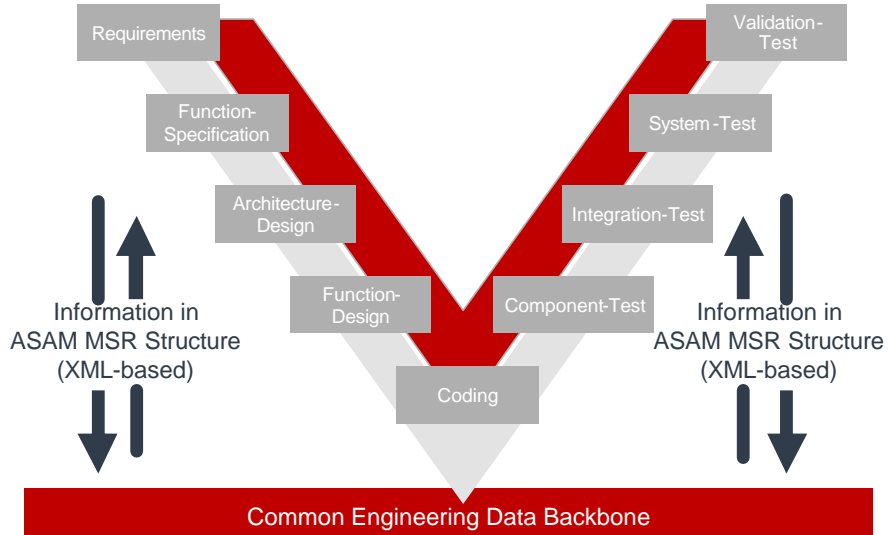 Requirements
Validation-
Test
Function-
Specification
System-Test
Architecture-
Design
Integration-Test
Function-
Design
Component-Test
Information in
ASAM MSR Structure
(XML-based)
Information in
ASAM MSR Structure
(XML-based)
Coding
Common Engineering Data Backbone